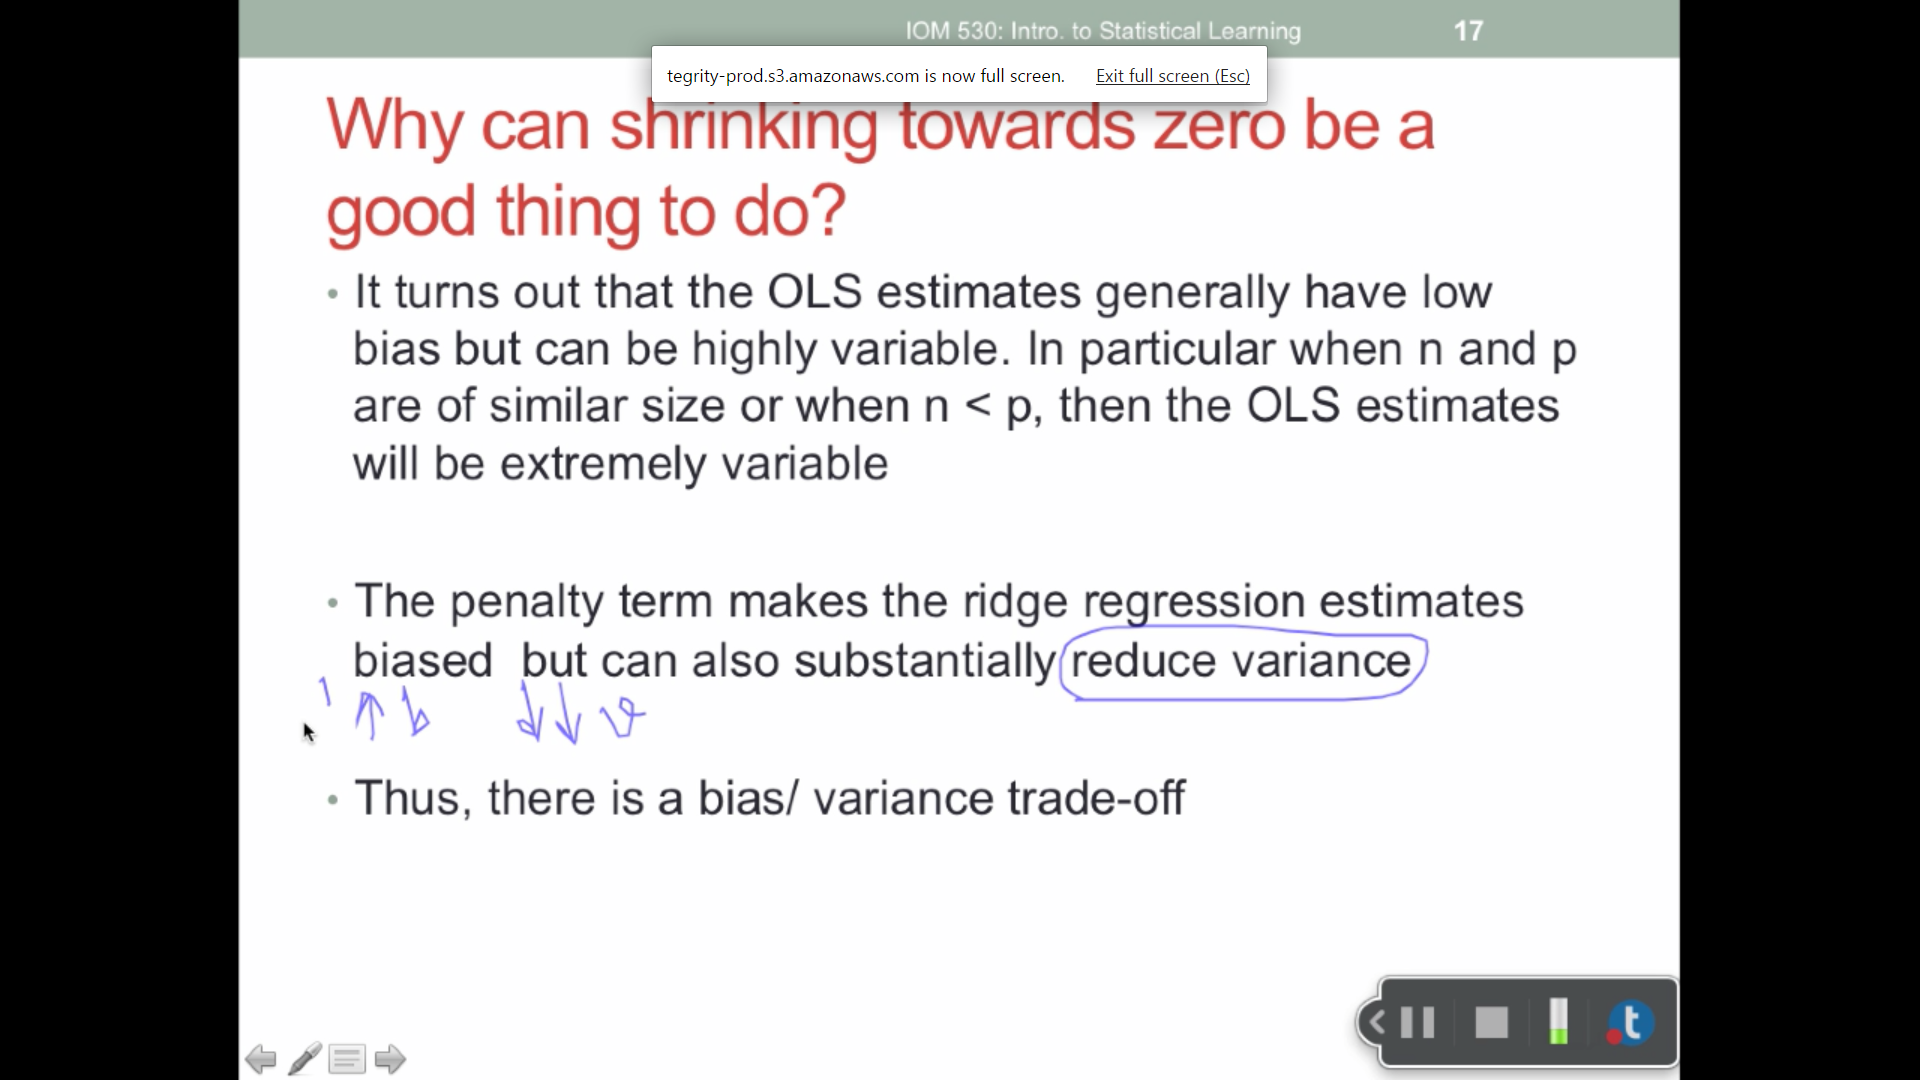 IOM 530: Intro. to Statistical Learning 17
tegrity-prod.s3.amazonaws.com is now full screen. Exit full screen (Esc)
Why can shrinking towards zero be a
good thing to do?
• It turns out that the OLS estimates generally have low
bias but can be highly variable. In particular when n and p
are of similar size or when n < p, then the OLS estimates
will be extremely variable
• The penalty term makes the ridge regression estimates
biased but can also substantially reduce variance
↑ b ↓↓ v
• Thus, there is a bias/ variance trade-off
t